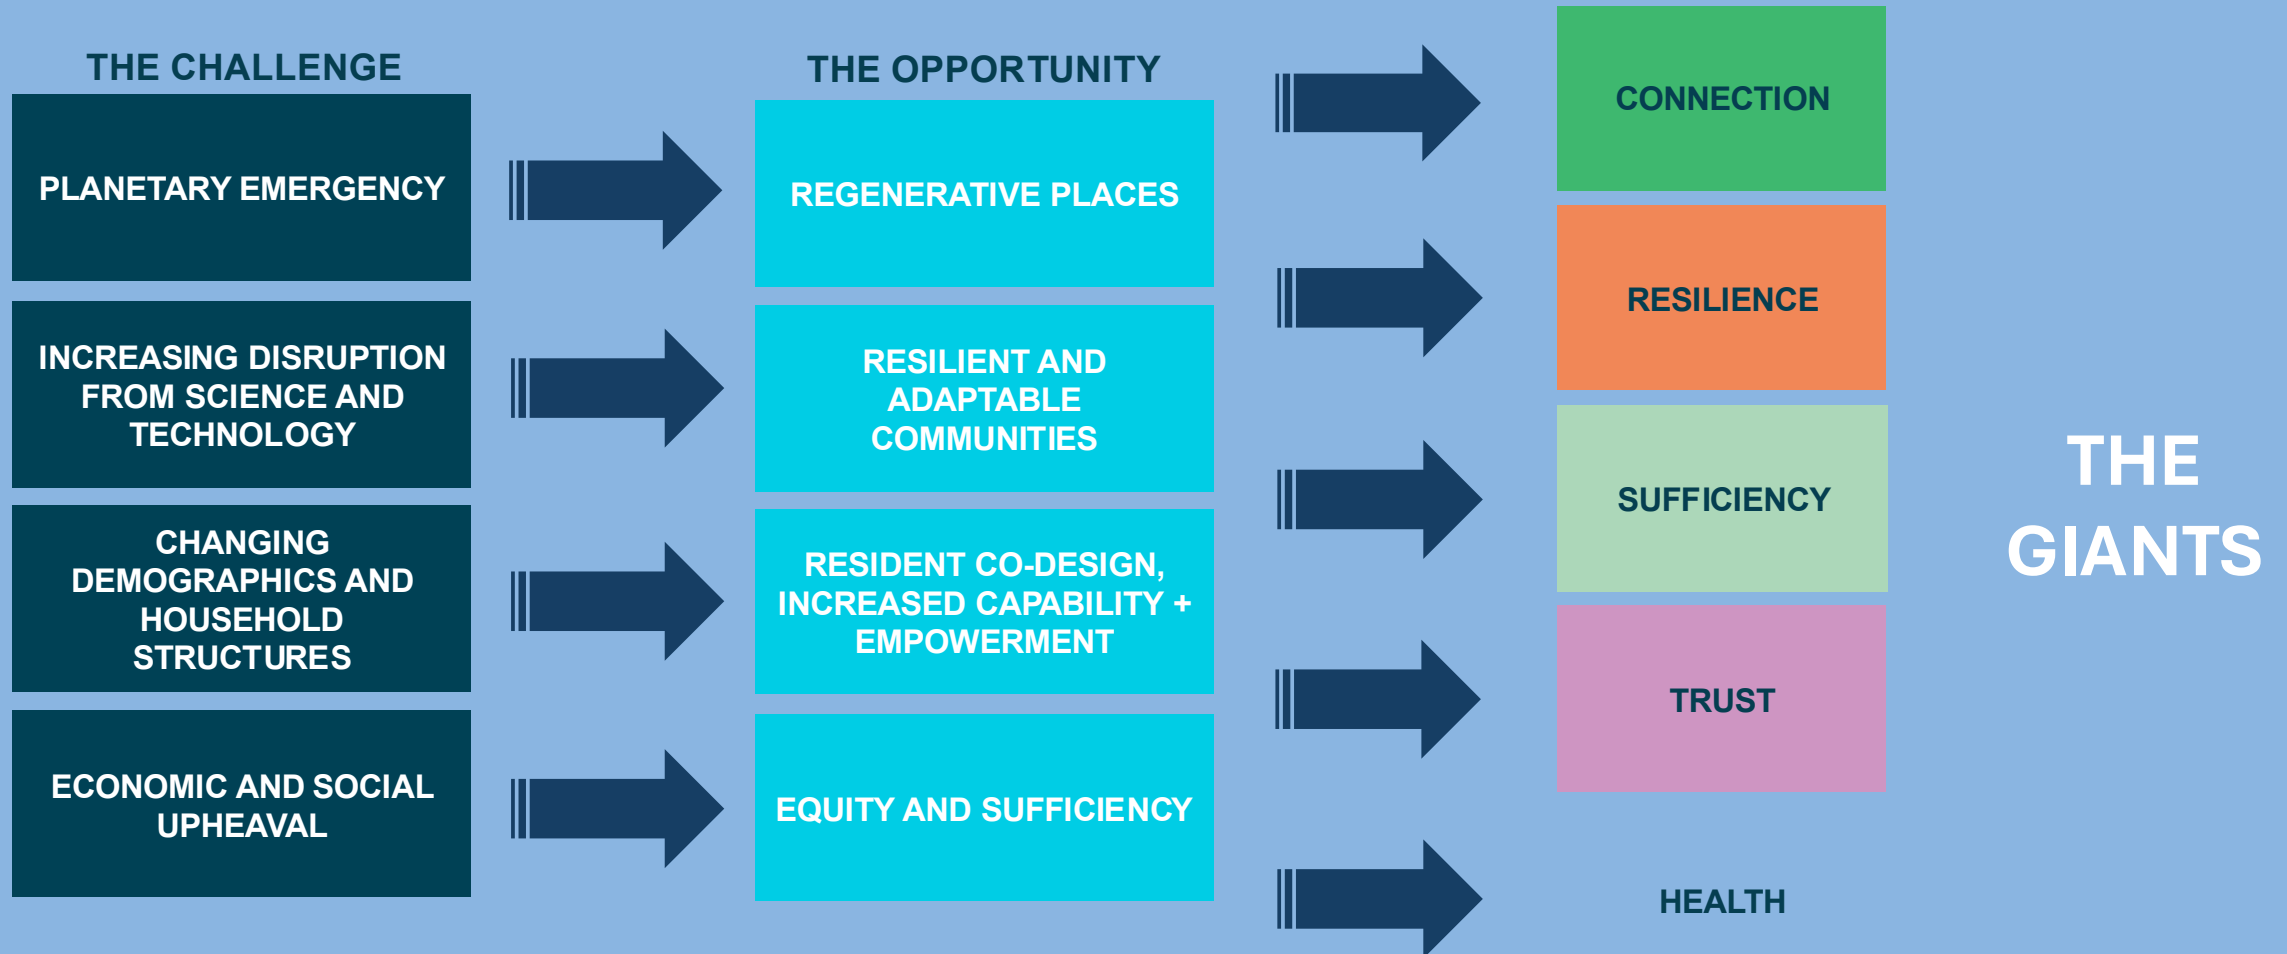 THE CHALLENGE
PLANETARY EMERGENCY
INCREASING DISRUPTION
FROM SCIENCE AND
TECHNOLOGY
CHANGING
DEMOGRAPHICS AND
HOUSEHOLD
STRUCTURES
ECONOMIC AND SOCIAL
UPHEAVAL
THE OPPORTUNITY
REGENERATIVE PLACES
RESILIENT AND
ADAPTABLE
COMMUNITIES
RESIDENT CO-DESIGN,
INCREASED CAPABILITY +
EMPOWERMENT
EQUITY AND SUFFICIENCY
CONNECTION
RESILIENCE
SUFFICIENCY
TRUST
HEALTH
THE
GIANTS